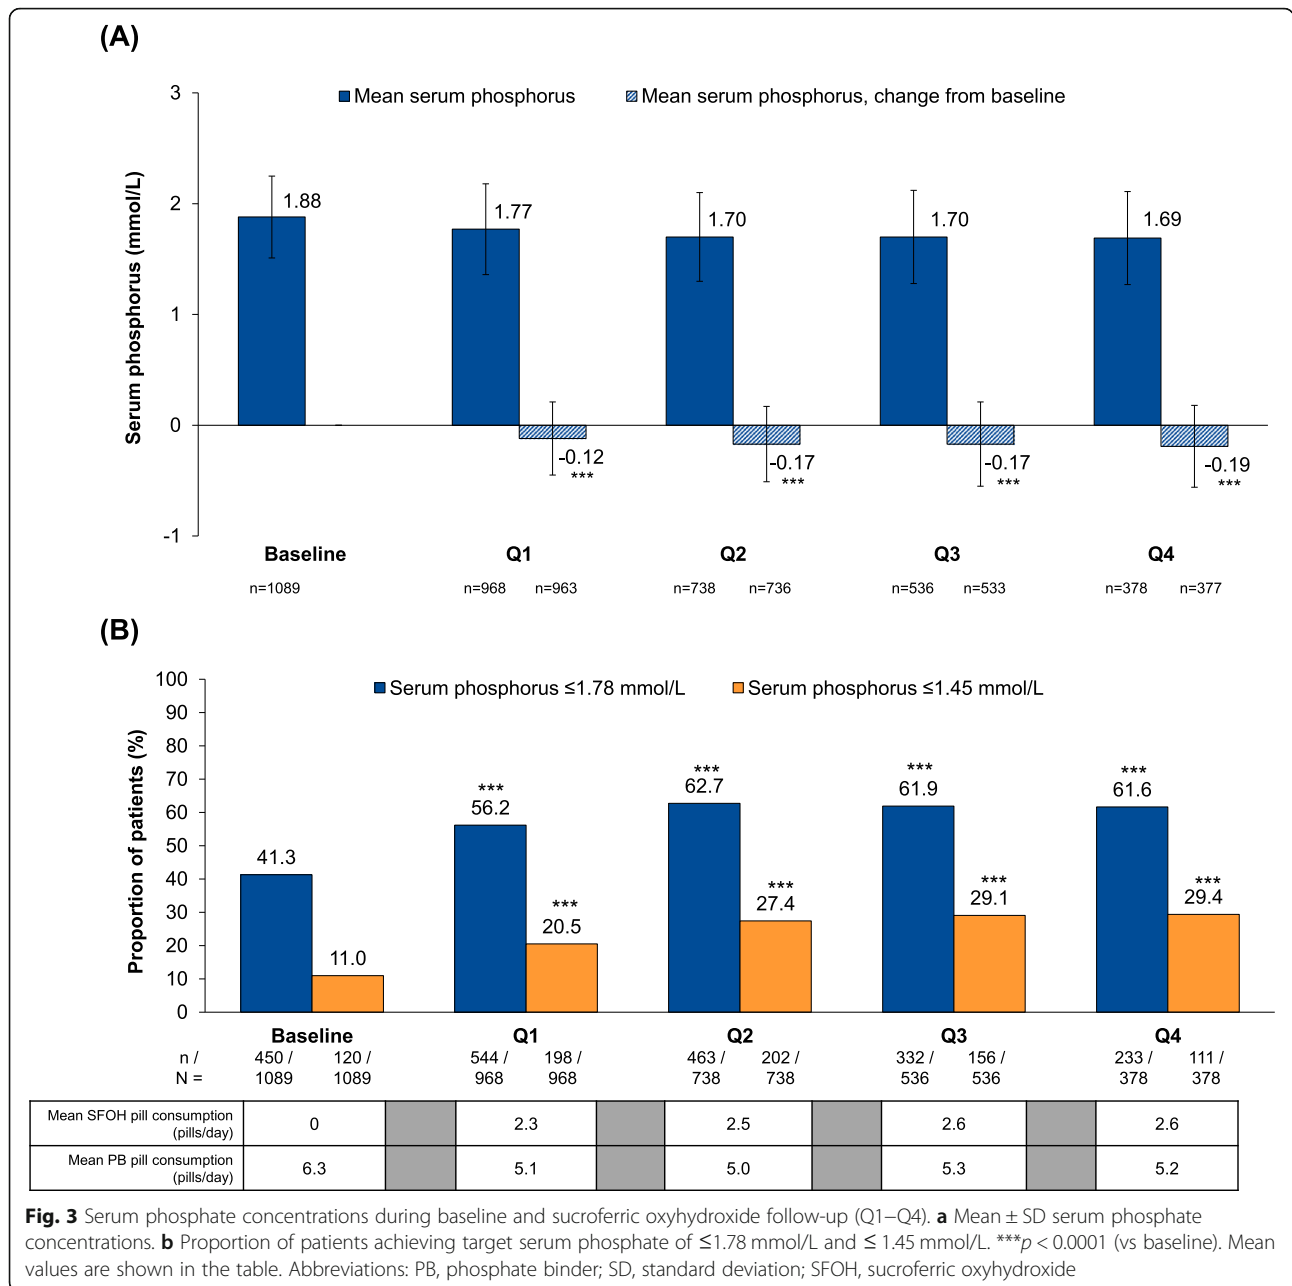 (A)
Mean serum phosphorus
Mean serum phosphorus, change from baseline
Serum phosphorus (mmol/L)
3
2
1
0
-1
1.88
1.77
1.70
1.70
1.69
-0.12
***
-0.17
***
-0.17
***
-0.19
***
Baseline Q1 Q2 Q3 Q4
n=1089 n=968 n=963 n=738 n=736 n=536 n=533 n=378 n=377
(B)
Serum phosphorus ≤1.78 mmol/L
Serum phosphorus ≤1.45 mmol/L
Proportion of patients (%)
100
90
80
70
60
50
40
30
20
10
0
41.3
11.0
***
56.2
***
20.5
***
62.7
***
27.4
***
61.9
***
29.1
***
61.6
***
29.4
Baseline Q1 Q2 Q3 Q4
n / 450 / 120 / 544 / 198 / 463 / 202 / 332 / 156 / 233 / 111 /
N = 1089 1089 968 968 738 738 536 536 378 378
Mean SFOH pill consumption
(pills/day)
0 2.3 2.5 2.6 2.6
Mean PB pill consumption
(pills/day)
6.3 5.1 5.0 5.3 5.2
Fig. 3 Serum phosphate concentrations during baseline and sucroferric oxyhydroxide follow-up (Q1–Q4). a Mean ± SD serum phosphate
concentrations. b Proportion of patients achieving target serum phosphate of ≤1.78 mmol/L and ≤ 1.45 mmol/L. ***p < 0.0001 (vs baseline). Mean
values are shown in the table. Abbreviations: PB, phosphate binder; SD, standard deviation; SFOH, sucroferric oxyhydroxide